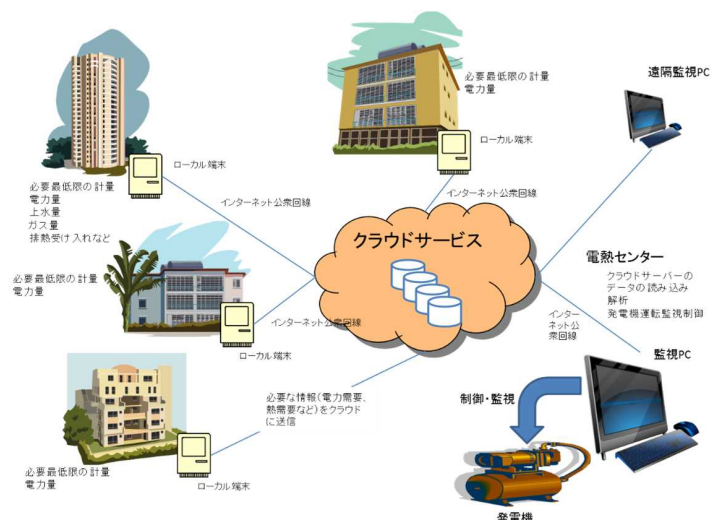 必要最低限の計量
電力量
ローカル端末
遠隔監視PC
ローカル端末
必要最低限の計量
電力量
上水量
ガス量
排熱受け入れなど
インターネット公衆回線
インターネット公衆回線
クラウドサービス
電熱センター
クラウドサーバーの
データの読み込み
解析
発電機運転監視制御
必要最低限の計量
電力量
インターネット公衆回線
ローカル端末
インター
ネット公
衆回線
監視PC
必要な情報(電力需要、
熱需要など)をクラウド
に送信
制御・監視
必要最低限の計量
電力量
ローカル端末
発電機